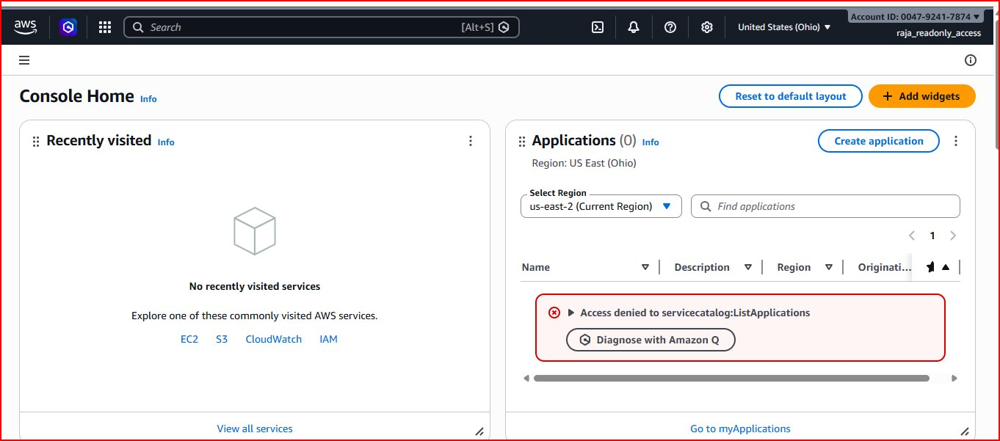 aws
Search [Alt+S]
United States (Ohio)
Account ID: 0047-9241-7874
raja_readonly_access
Console Home Info
Reset to default layout
Add widgets
Recently visited Info
No recently visited services
Explore one of these commonly visited AWS services.
EC2 S3 CloudWatch IAM
View all services
Applications (0) Info
Create application
Region: US East (Ohio)
Select Region
us-east-2 (Current Region)
Find applications
1
Name Description Region Originati...
Access denied to servicecatalog:ListApplications
Diagnose with Amazon Q
Go to myApplications